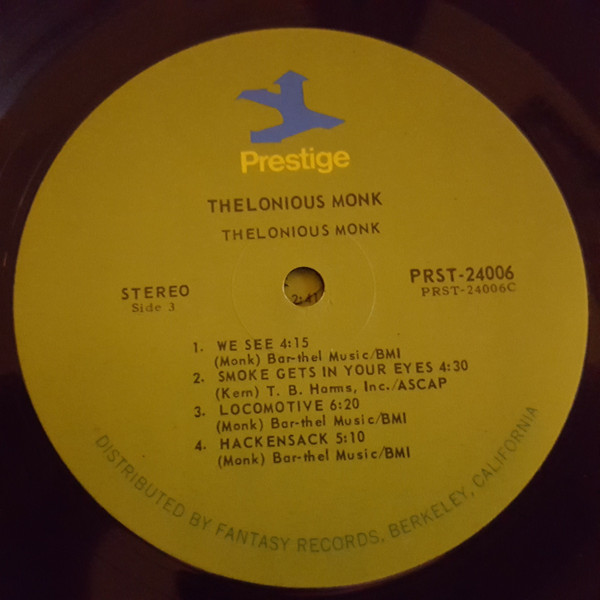 Prestige
THELONIOUS MONK
THELONIOUS MONK
STEREO
Side 3
PRST-24006
PRST-24006C
2:41
1. WE SEE 4:15
(Monk) Bar-thel Music/BMI
2. SMOKE GETS IN YOUR EYES 4:30
(Kern) T. B. Harms, Inc./ASCAP
3. LOCOMOTIVE 6:20
(Monk) Bar-thel Music/BMI
4. HACKENSACK 5:10
(Monk) Bar-thel Music/BMI
DISTRIBUTED BY FANTASY RECORDS, BERKELEY, CALIFORNIA